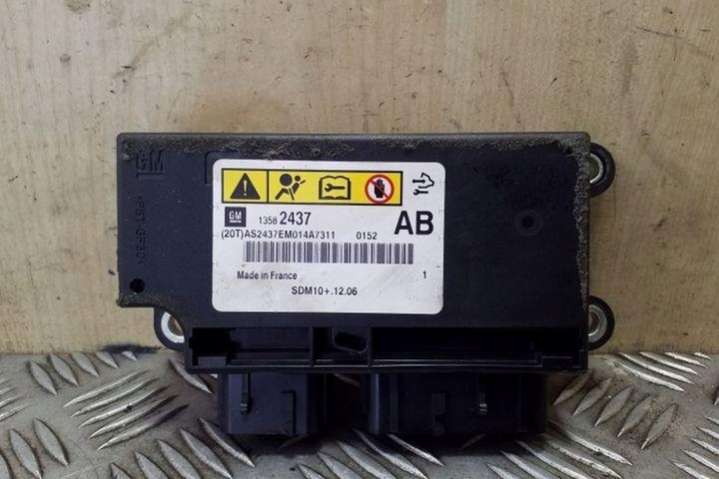 GM
GM
1358 2437
AB
(20T)AS2437EM014A7311 0152
Made in France
1
SDM10+.12.06